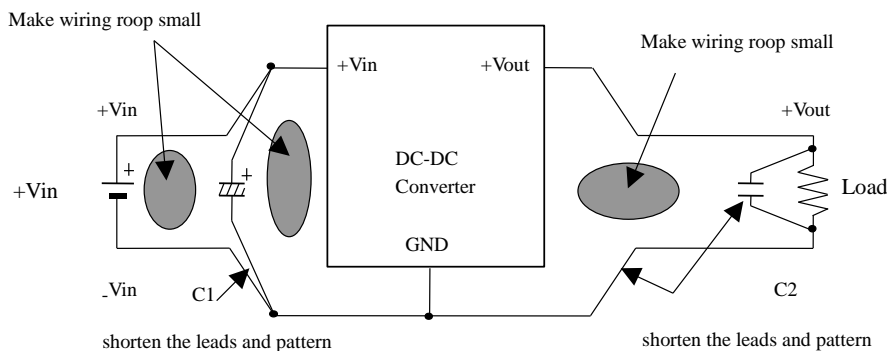 Make wiring roop small
Make wiring roop small
+Vin
+Vout
+Vin
+Vout
+
+
DC-DC
Converter
+Vin
Load
GND
-Vin
C1
C2
shorten the leads and pattern
shorten the leads and pattern